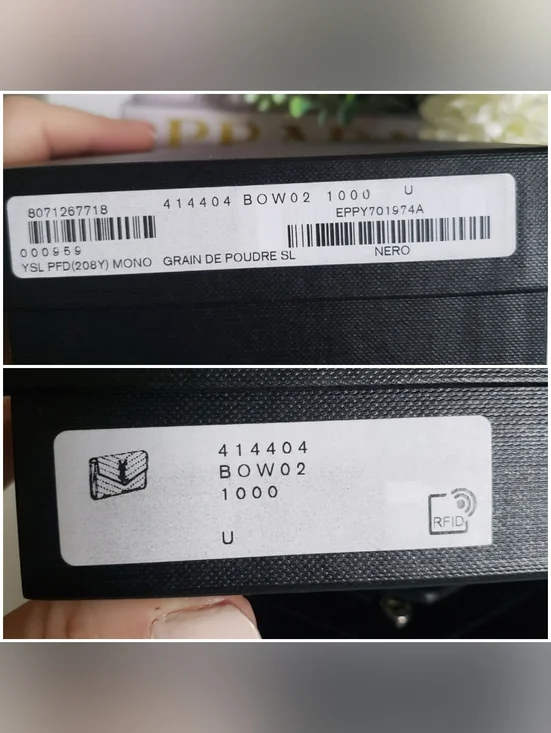 PRA
8071267718
414404 BOW02 1000 U
EPPY701974A
000959
YSL PFD(208Y) MONO GRAIN DE POUDRE SL
NERO
414404
BOW02
1000
RFID
U